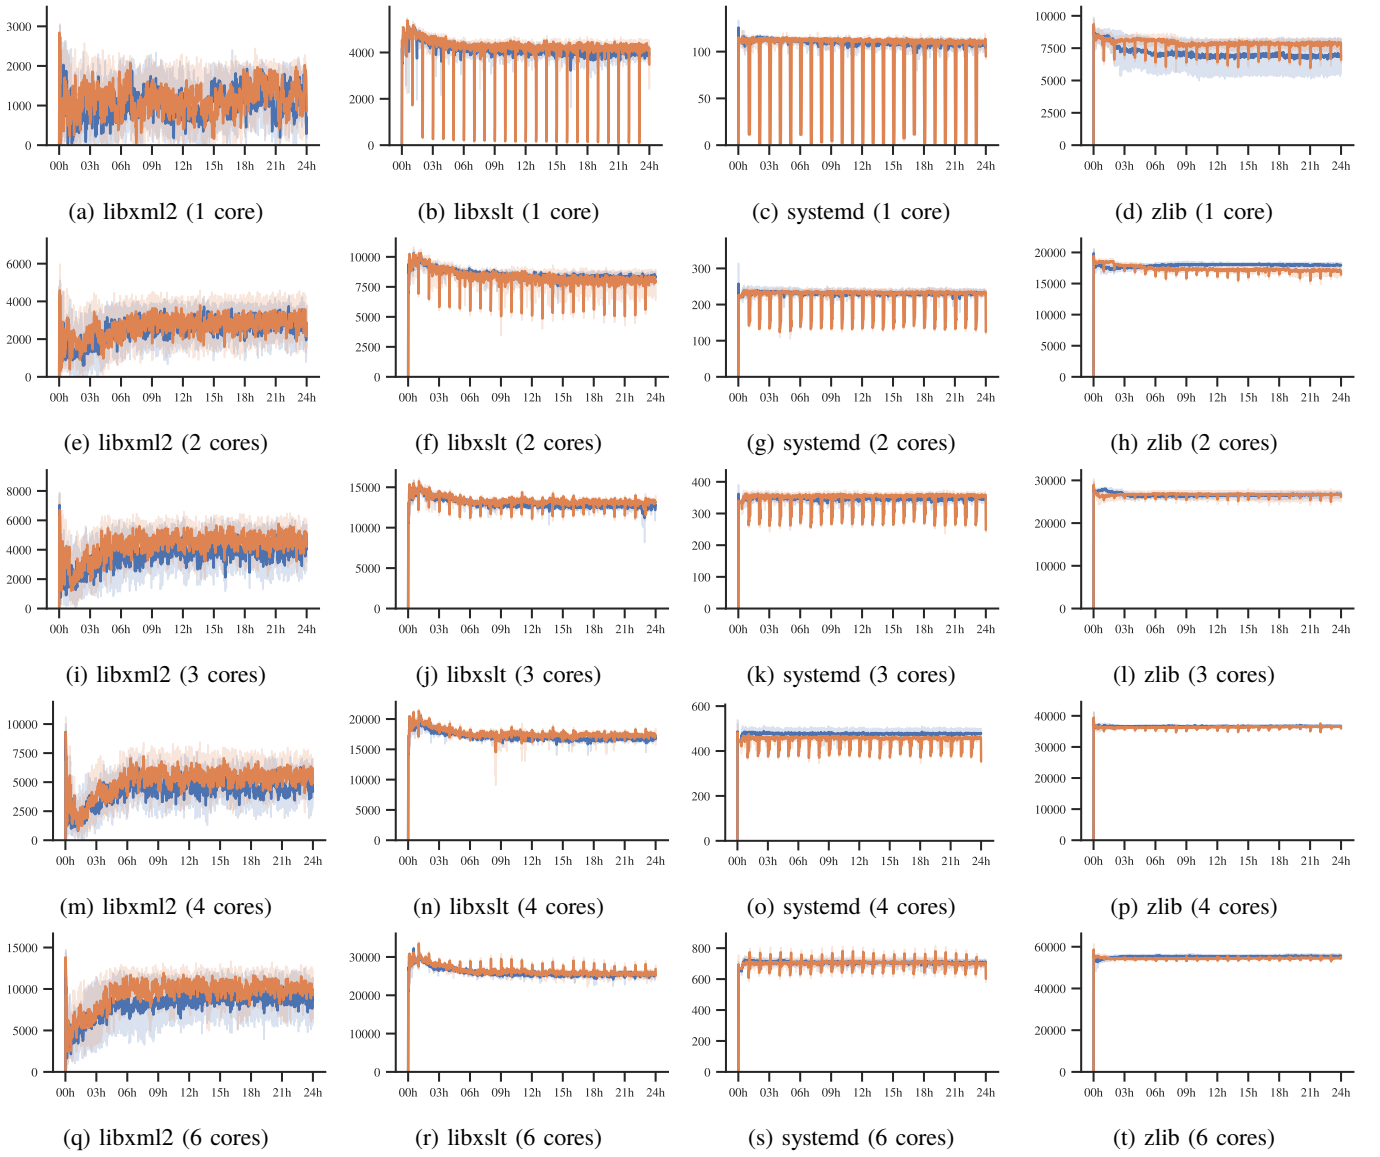 3000
2000
1000
0
00h 03h 06h 09h 12h 15h 18h 21h 24h
(a) libxml2 (1 core)
4000
2000
0
00h 03h 06h 09h 12h 15h 18h 21h 24h
(b) libxslt (1 core)
100
50
0
00h 03h 06h 09h 12h 15h 18h 21h 24h
(c) systemd (1 core)
10000
7500
5000
2500
0
00h 03h 06h 09h 12h 15h 18h 21h 24h
(d) zlib (1 core)
6000
4000
2000
0
00h 03h 06h 09h 12h 15h 18h 21h 24h
(e) libxml2 (2 cores)
10000
7500
5000
2500
0
00h 03h 06h 09h 12h 15h 18h 21h 24h
(f) libxslt (2 cores)
300
200
100
0
00h 03h 06h 09h 12h 15h 18h 21h 24h
(g) systemd (2 cores)
20000
15000
10000
5000
0
00h 03h 06h 09h 12h 15h 18h 21h 24h
(h) zlib (2 cores)
8000
6000
4000
2000
0
00h 03h 06h 09h 12h 15h 18h 21h 24h
(i) libxml2 (3 cores)
15000
10000
5000
0
00h 03h 06h 09h 12h 15h 18h 21h 24h
(j) libxslt (3 cores)
400
300
200
100
0
00h 03h 06h 09h 12h 15h 18h 21h 24h
(k) systemd (3 cores)
30000
20000
10000
0
00h 03h 06h 09h 12h 15h 18h 21h 24h
(l) zlib (3 cores)
10000
7500
5000
2500
0
00h 03h 06h 09h 12h 15h 18h 21h 24h
(m) libxml2 (4 cores)
20000
15000
10000
5000
0
00h 03h 06h 09h 12h 15h 18h 21h 24h
(n) libxslt (4 cores)
600
400
200
0
00h 03h 06h 09h 12h 15h 18h 21h 24h
(o) systemd (4 cores)
40000
30000
20000
10000
0
00h 03h 06h 09h 12h 15h 18h 21h 24h
(p) zlib (4 cores)
15000
10000
5000
0
00h 03h 06h 09h 12h 15h 18h 21h 24h
(q) libxml2 (6 cores)
30000
20000
10000
0
00h 03h 06h 09h 12h 15h 18h 21h 24h
(r) libxslt (6 cores)
800
600
400
200
0
00h 03h 06h 09h 12h 15h 18h 21h 24h
(s) systemd (6 cores)
60000
40000
20000
0
00h 03h 06h 09h 12h 15h 18h 21h 24h
(t) zlib (6 cores)